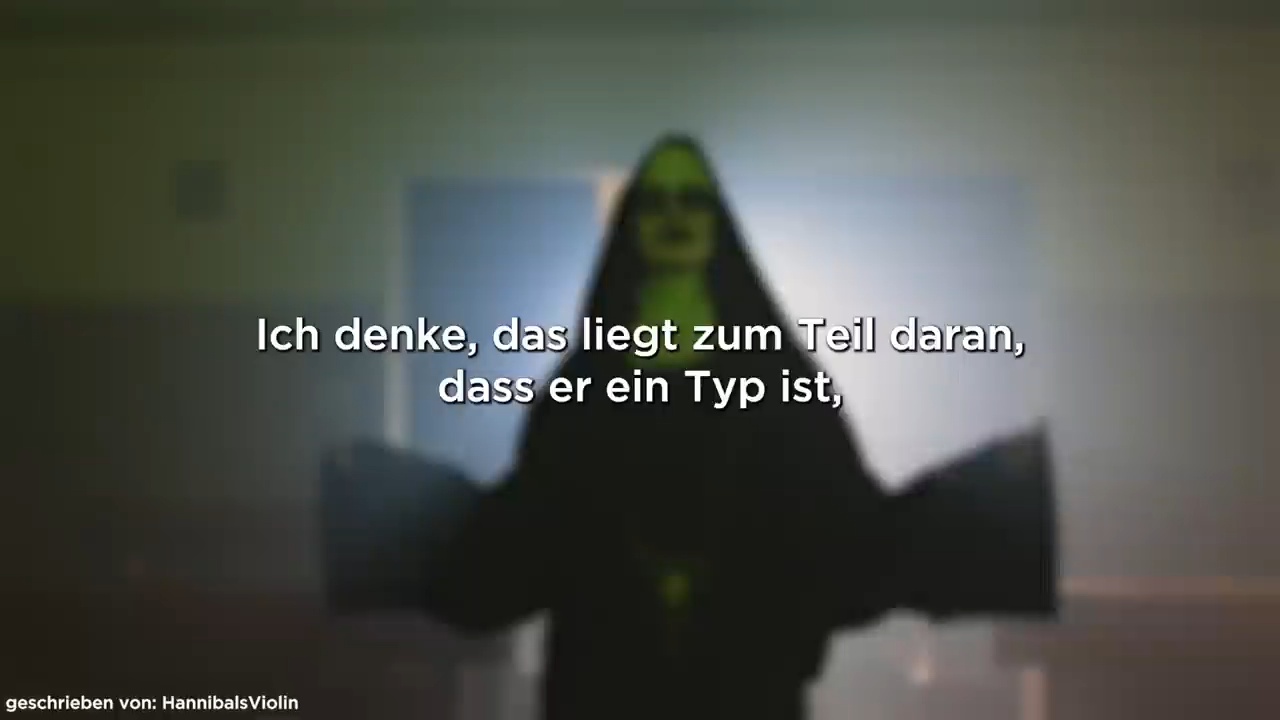 Ich denke, das liegt zum Teil daran,
dass er ein Typ ist,
geschrieben von: HannibalsViolin